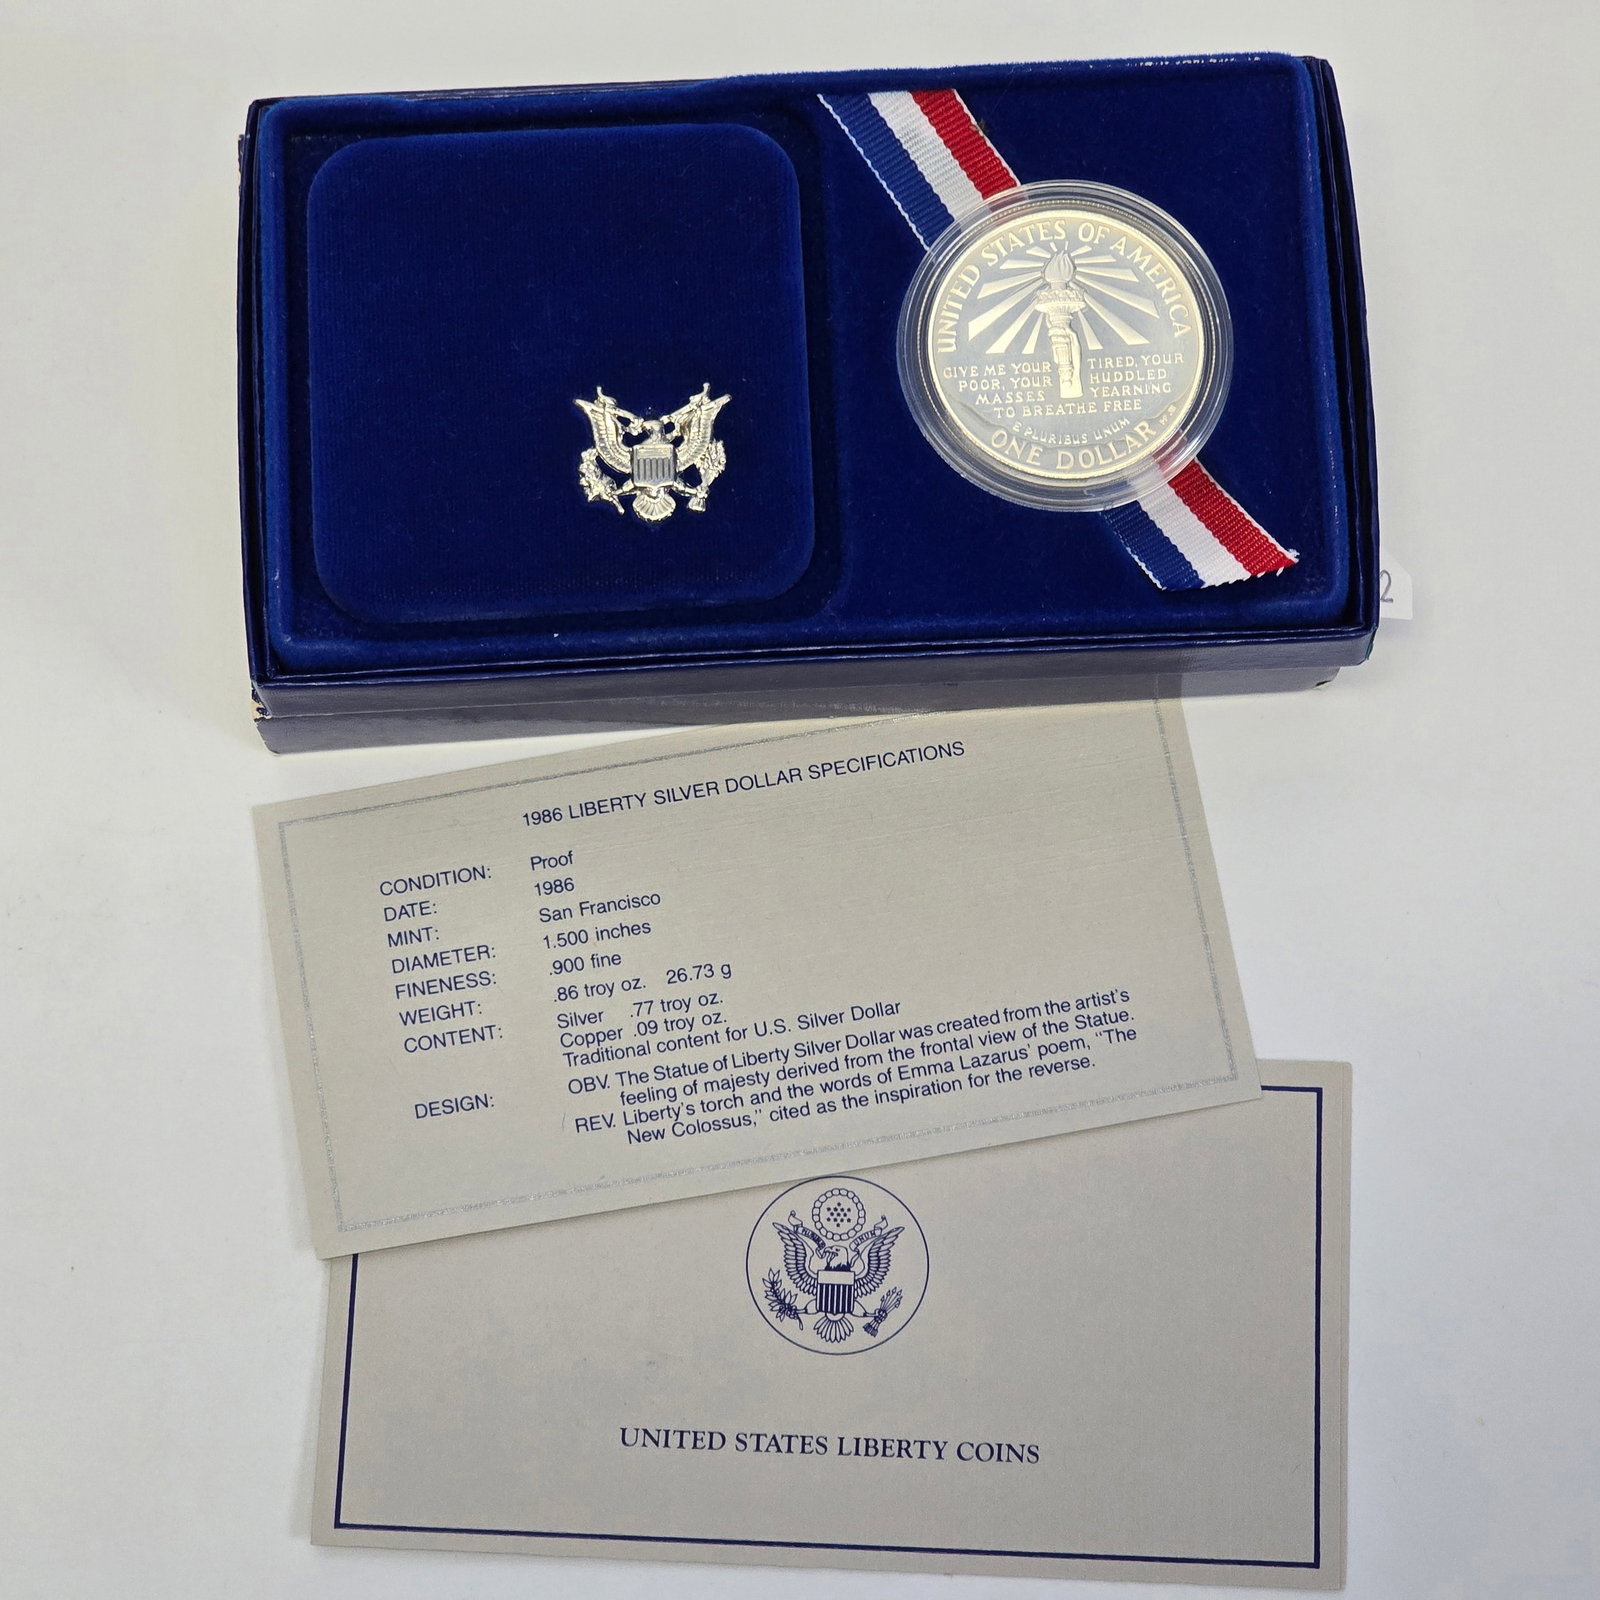 UNITED STATES OF AMERICA
GIVE ME YOUR TIRED, YOUR
POOR, YOUR HUDDLED
MASSES YEARNING
TO BREATHE FREE
E PLURIBUS UNUM
ONE DOLLAR
2
1986 LIBERTY SILVER DOLLAR SPECIFICATIONS
CONDITION: Proof
DATE: 1986
MINT: San Francisco
DIAMETER: 1.500 inches
FINENESS: .900 fine
WEIGHT: .86 troy oz. 26.73 g
CONTENT: Silver .77 troy oz.
Copper .09 troy oz.
Traditional content for U.S. Silver Dollar
DESIGN: OBV. The Statue of Liberty Silver Dollar was created from the artist's
feeling of majesty derived from the frontal view of the Statue.
REV. Liberty's torch and the words of Emma Lazarus' poem, "The
New Colossus," cited as the inspiration for the reverse.
UNITED STATES LIBERTY COINS